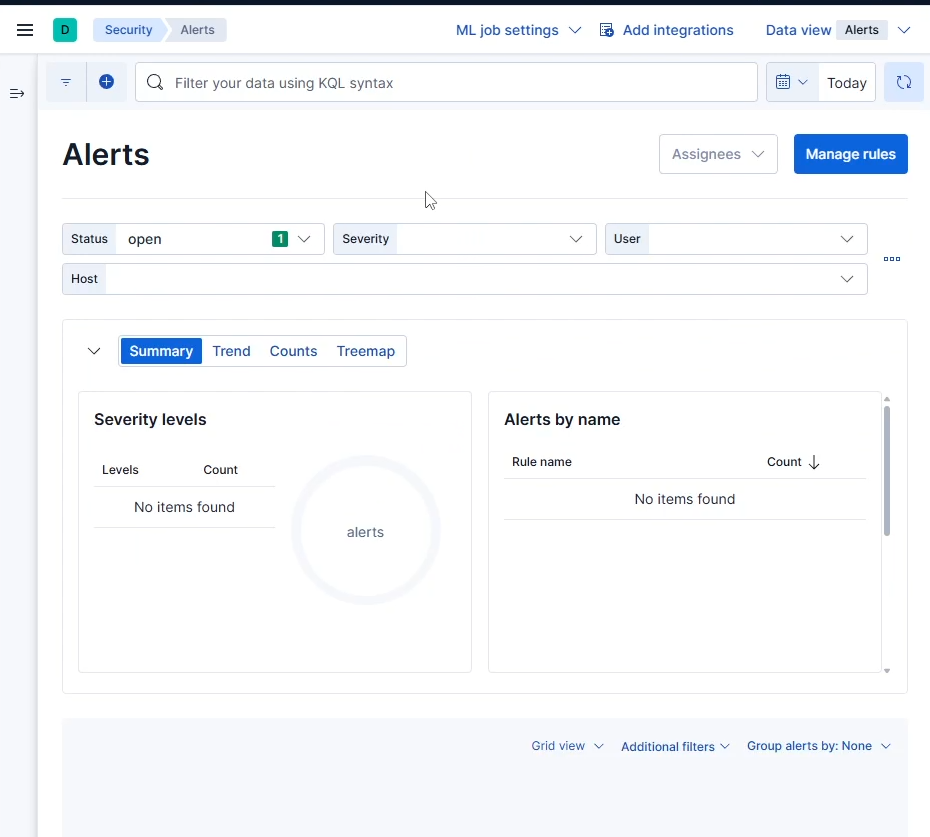 D Security Alerts ML job settings Add integrations Data view Alerts
Filter your data using KQL syntax Today
Alerts Assignees Manage rules
Status open 1 Severity User
Host
Summary Trend Counts Treemap
Severity levels Alerts by name
Levels Count Rule name Count
No items found No items found
alerts
Grid view Additional filters Group alerts by: None